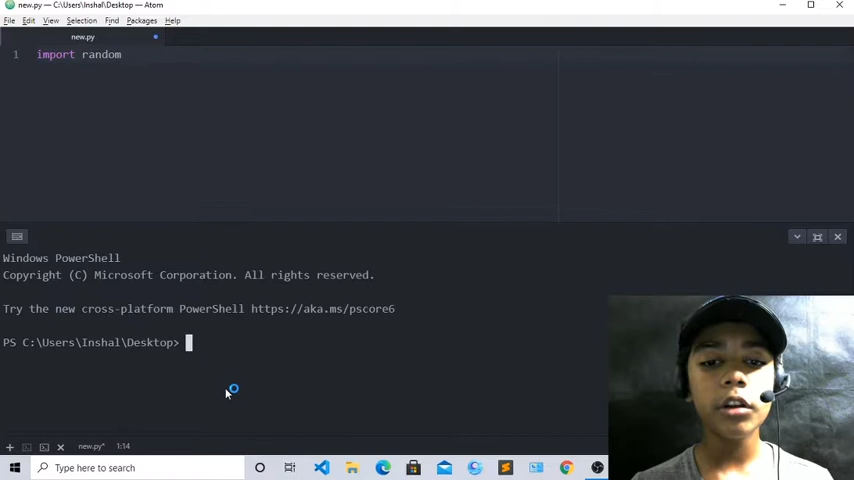 new.py — C:\Users\Inshal\Desktop — Atom
File Edit View Selection Find Packages Help
new.py
1 import random
Windows PowerShell
Copyright (C) Microsoft Corporation. All rights reserved.
Try the new cross-platform PowerShell https://aka.ms/pscore6
PS C:\Users\Inshal\Desktop>
new.py* 1:14
Type here to search